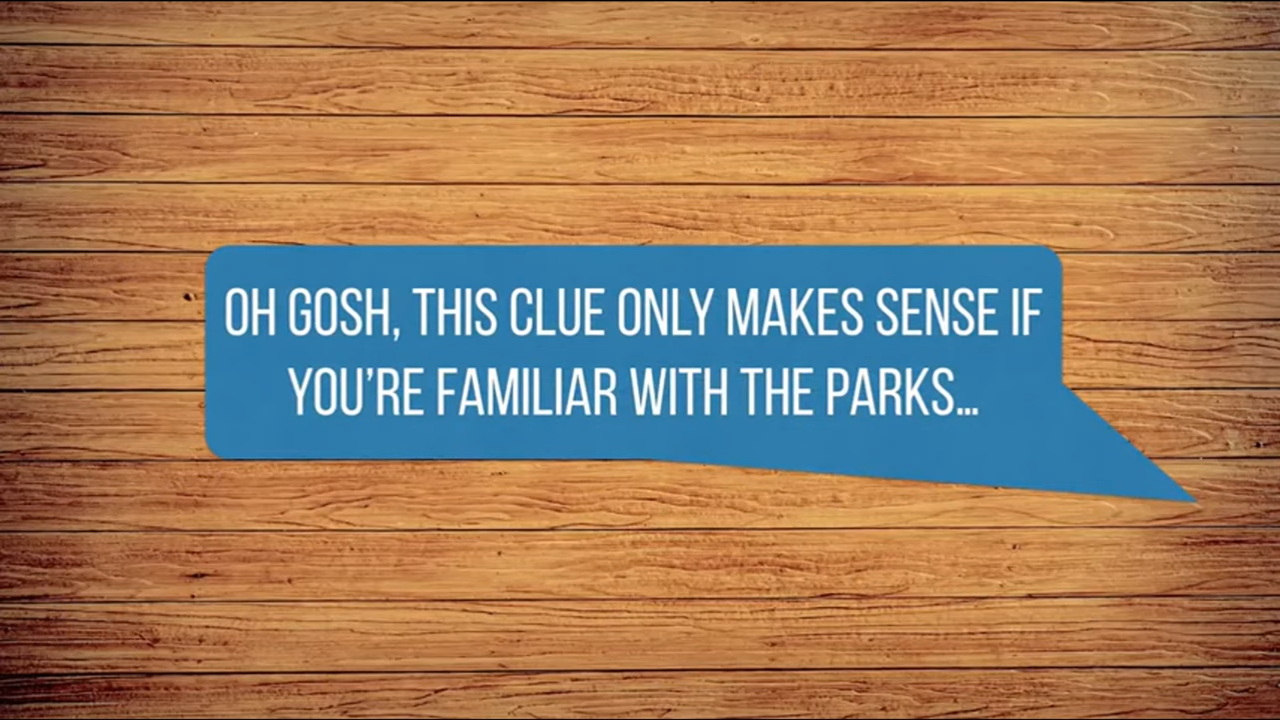 OH GOSH, THIS CLUE ONLY MAKES SENSE IF
YOU’RE FAMILIAR WITH THE PARKS…